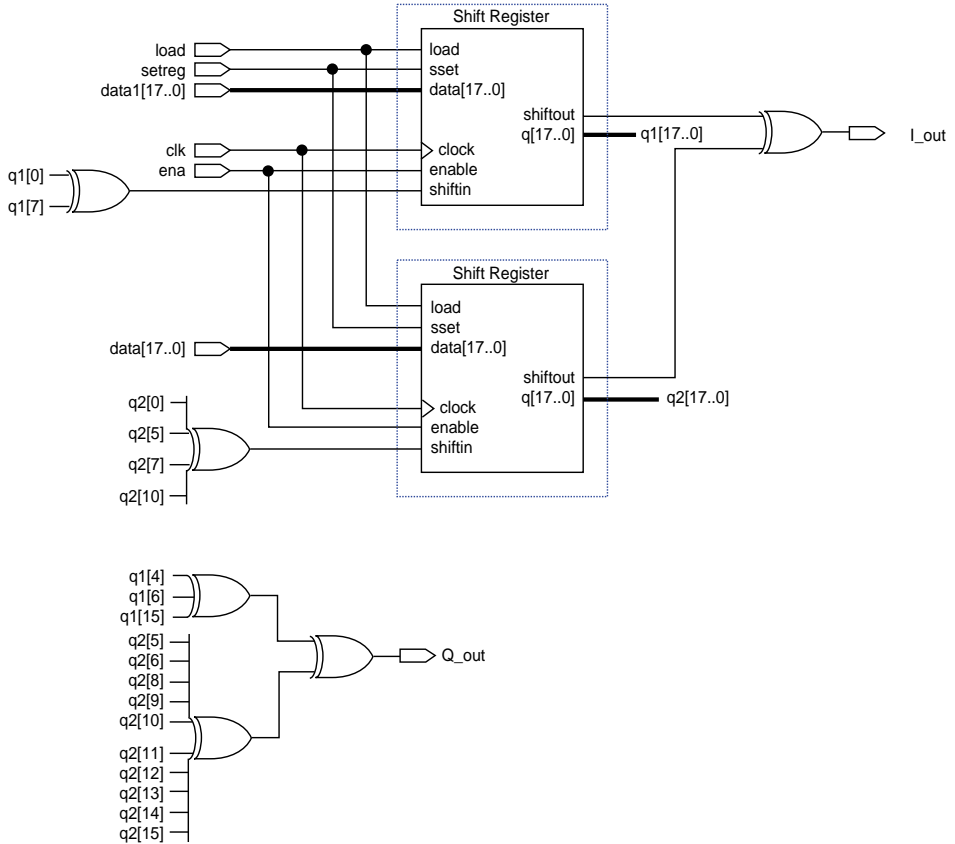 Shift Register
load
setreg
data1[17..0]
load
sset
data[17..0]
shiftout
q[17..0]
q1[17..0]
I_out
clk
ena
clock
enable
shiftin
q1[0]
q1[7]
Shift Register
load
sset
data[17..0]
data[17..0]
shiftout
q[17..0]
q2[17..0]
clock
enable
shiftin
q2[0]
q2[5]
q2[7]
q2[10]
q1[4]
q1[6]
q1[15]
q2[5]
q2[6]
q2[8]
q2[9]
q2[10]
q2[11]
q2[12]
q2[13]
q2[14]
q2[15]
Q_out